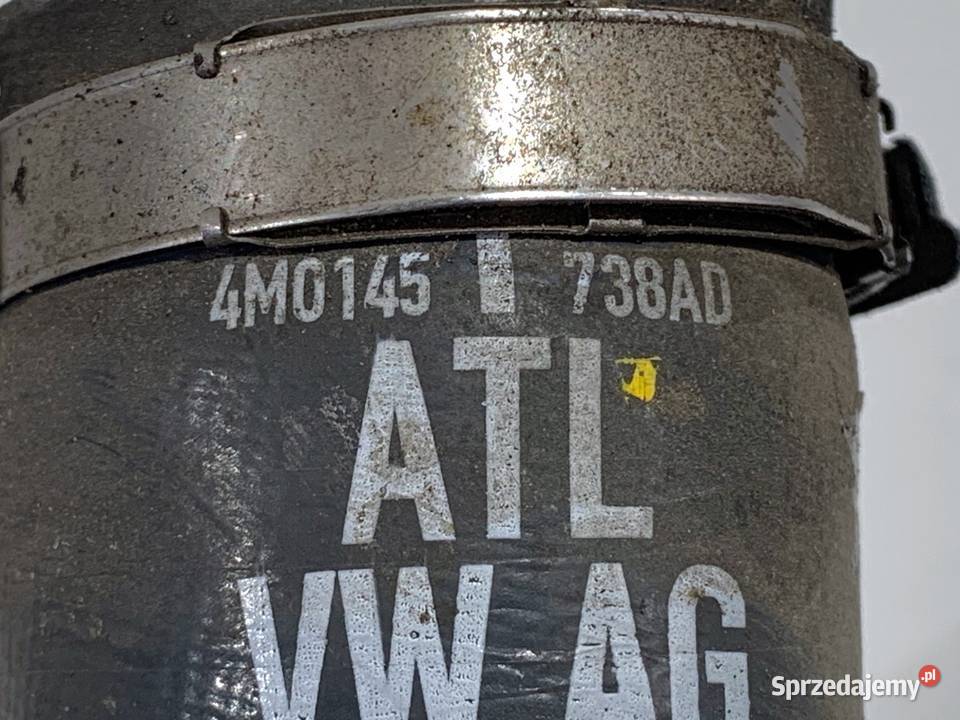 4M0145 738AD
ATL
VW AG
Sprzedajemy.pl